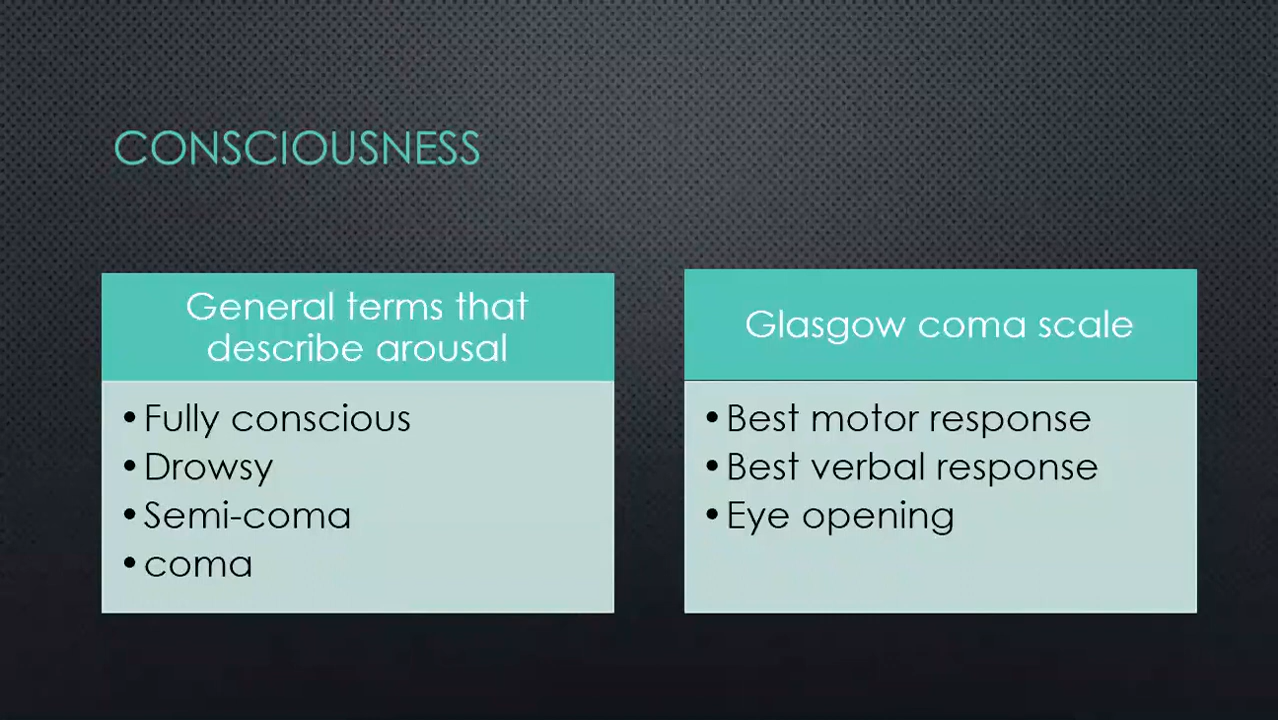 CONSCIOUSNESS
General terms that
describe arousal
•Fully conscious
•Drowsy
•Semi-coma
•coma
Glasgow coma scale
•Best motor response
•Best verbal response
•Eye opening